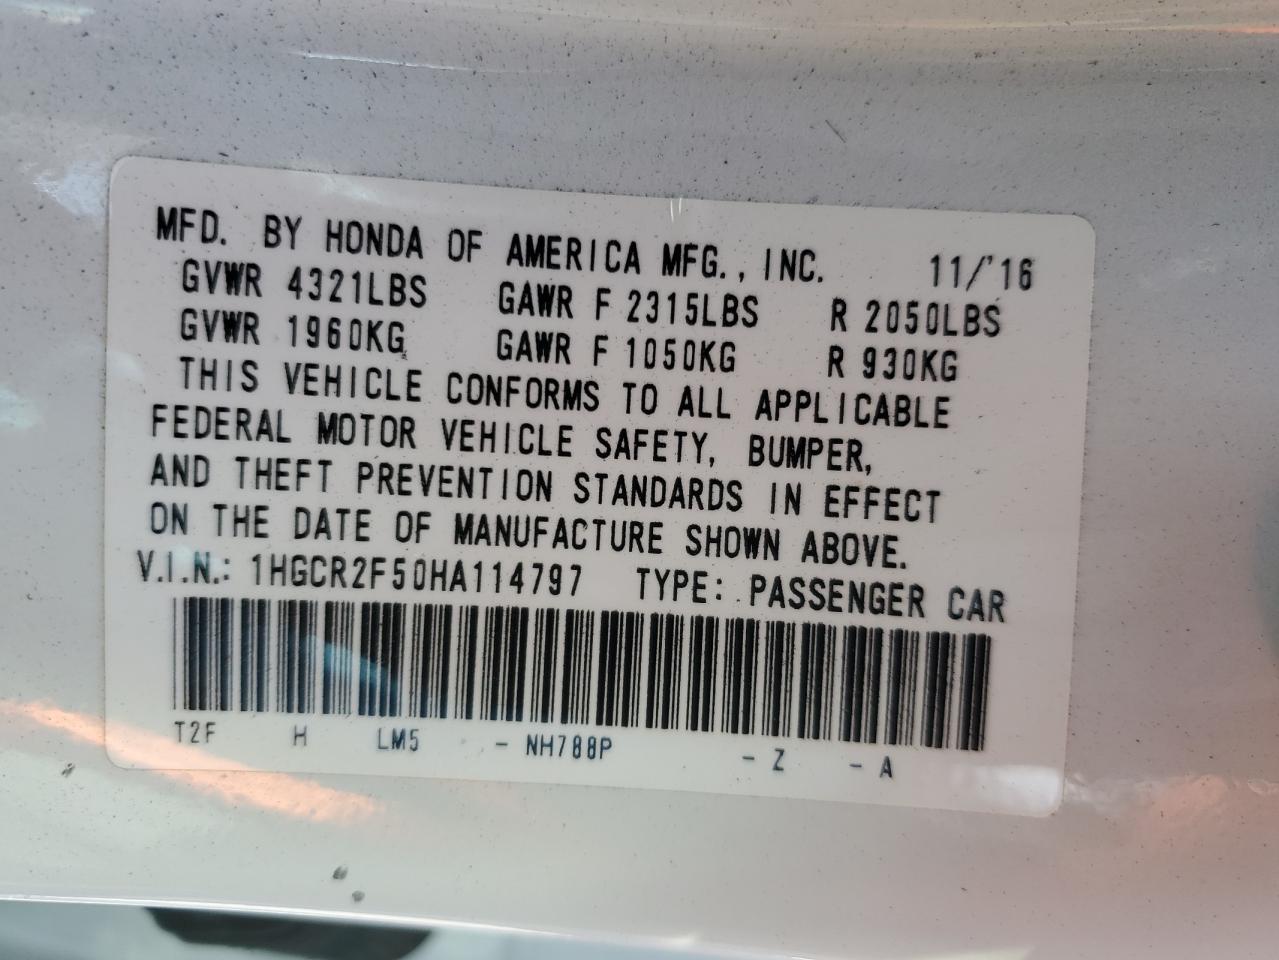 MFD. BY HONDA OF AMERICA MFG., INC. 11/'16
GVWR 4321LBS GAWR F 2315LBS R 2050LBS
GVWR 1960KG GAWR F 1050KG R 930KG
THIS VEHICLE CONFORMS TO ALL APPLICABLE
FEDERAL MOTOR VEHICLE SAFETY, BUMPER,
AND THEFT PREVENTION STANDARDS IN EFFECT
ON THE DATE OF MANUFACTURE SHOWN ABOVE.
V.I.N.: 1HGCR2F50HA114797 TYPE: PASSENGER CAR
T2F H LM5 - NH788P - Z - A